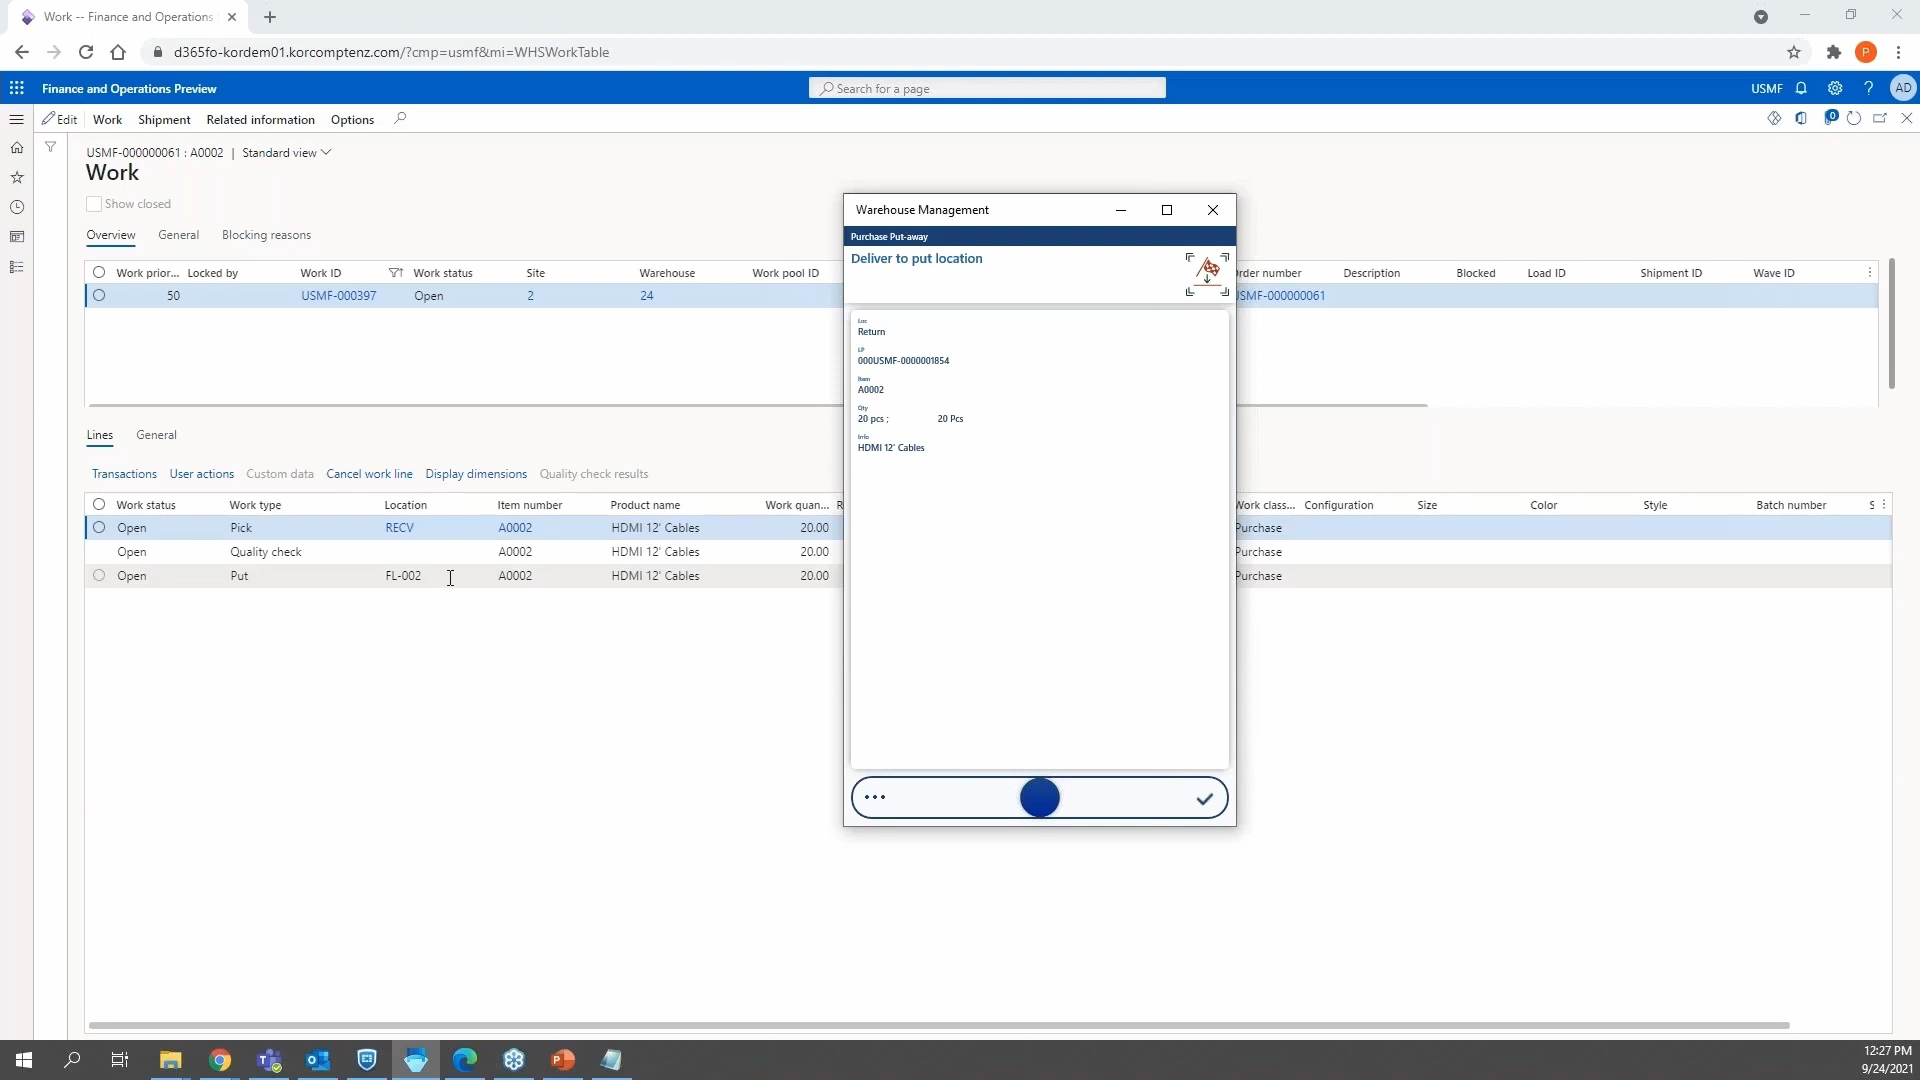 Work -- Finance and Operations
d365fo-kordem01.korcomptenz.com/?cmp=usmf&mi=WHSWorkTable
P
Finance and Operations Preview
Search for a page
USMF
?
AD
Edit Work Shipment Related information Options
0
USMF-000000061 : A0002 | Standard view
Work
Show closed
Overview General Blocking reasons
Work prior... Locked by Work ID Work status Site Warehouse Work pool ID
50 USMF-000397 Open 2 24
rder number Description Blocked Load ID Shipment ID Wave ID
USMF-000000061
Warehouse Management
Purchase Put-away
Deliver to put location
Loc
Return
LP
000USMF-0000001854
Item
A0002
Qty
20 pcs ; 20 Pcs
Info
HDMI 12' Cables
Lines General
Transactions User actions Custom data Cancel work line Display dimensions Quality check results
Work status Work type Location Item number Product name Work quan... R Work class... Configuration Size Color Style Batch number S
Open Pick RECV A0002 HDMI 12' Cables 20.00 Purchase
Open Quality check A0002 HDMI 12' Cables 20.00 Purchase
Open Put FL-002 A0002 HDMI 12' Cables 20.00 Purchase
12:27 PM
9/24/2021